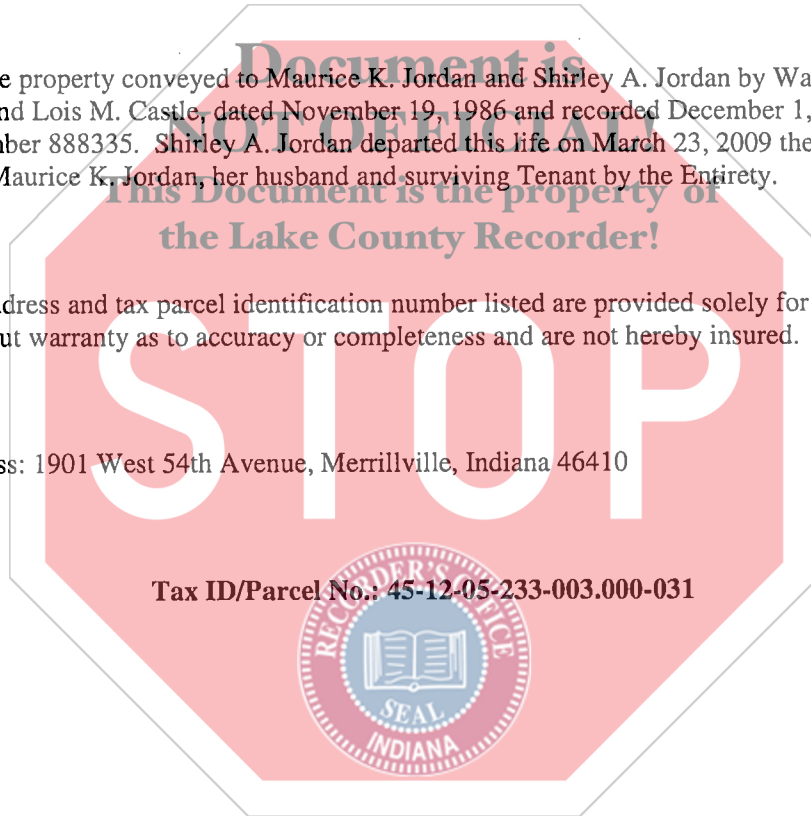 Document is
e property conveyed to Maurice K. Jordan and Shirley A. Jordan by Wa
nd Lois M. Castle, dated November 19, 1986 and recorded December 1,
NOT OFFICIAL!
ber 888335. Shirley A. Jordan departed this life on March 23, 2009 the
Maurice K. Jordan, her husband and surviving Tenant by the Entirety.
This Document is the property of
the Lake County Recorder!
dress and tax parcel identification number listed are provided solely for
ut warranty as to accuracy or completeness and are not hereby insured.
STOP
ss: 1901 West 54th Avenue, Merrillville, Indiana 46410
Tax ID/Parcel No.: 45-12-05-233-003.000-031
RECORDER'S OFFICE
SEAL
INDIANA